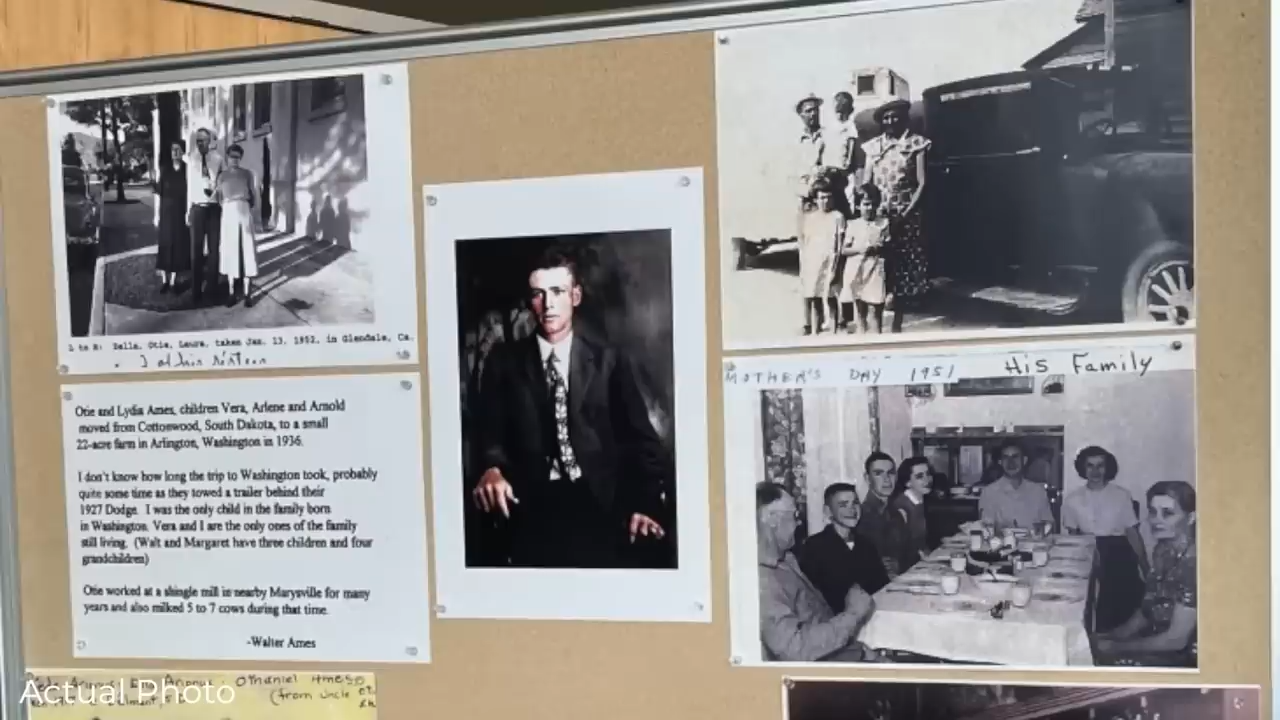 L to R: Della, Otie, Laura, taken Jan. 13, 1952, in Glendale, Ca.
MOTHER'S DAY 1951 His Family
Otie and Lydia Ames, children Vera, Arlene and Arnold
moved from Cottonwood, South Dakota, to a small
22-acre farm in Arlington, Washington in 1936.
I don't know how long the trip to Washington took, probably
quite some time as they towed a trailer behind their
1927 Dodge. I was the only child in the family born
in Washington. Vera and I are the only ones of the family
still living. (Walt and Margaret have three children and four
grandchildren)
Otie worked at a shingle mill in nearby Marysville for many
years and also milked 5 to 7 cows during that time.
-Walter Ames
(from uncle
Actual Photo